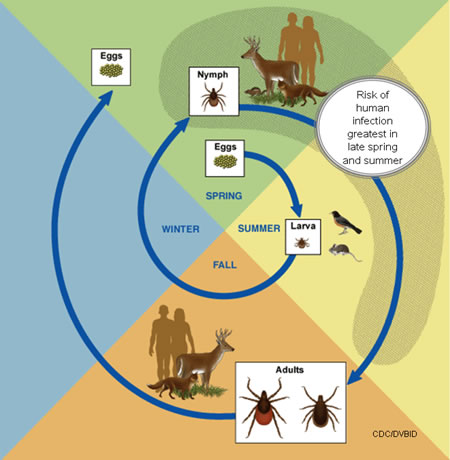 Eggs
Nymph
Risk of
human
infection
greatest in
late spring
and summer
Eggs
SPRING
WINTER
SUMMER
Larva
FALL
Adults
CDC/DVBID